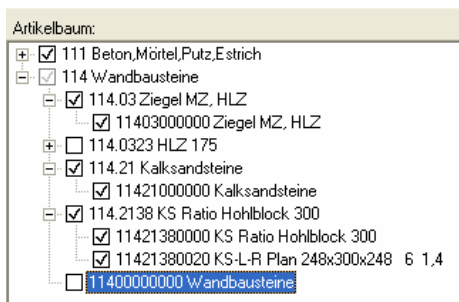 Artikelbaum:
111 Beton,Mörtel,Putz,Estrich
114 Wandbausteine
114.03 Ziegel MZ, HLZ
11403000000 Ziegel MZ, HLZ
114.0323 HLZ 175
114.21 Kalksandsteine
11421000000 Kalksandsteine
114.2138 KS Ratio Hohlblock 300
11421380000 KS Ratio Hohlblock 300
11421380020 KS-L-R Plan 248x300x248 6 1,4
11400000000 Wandbausteine